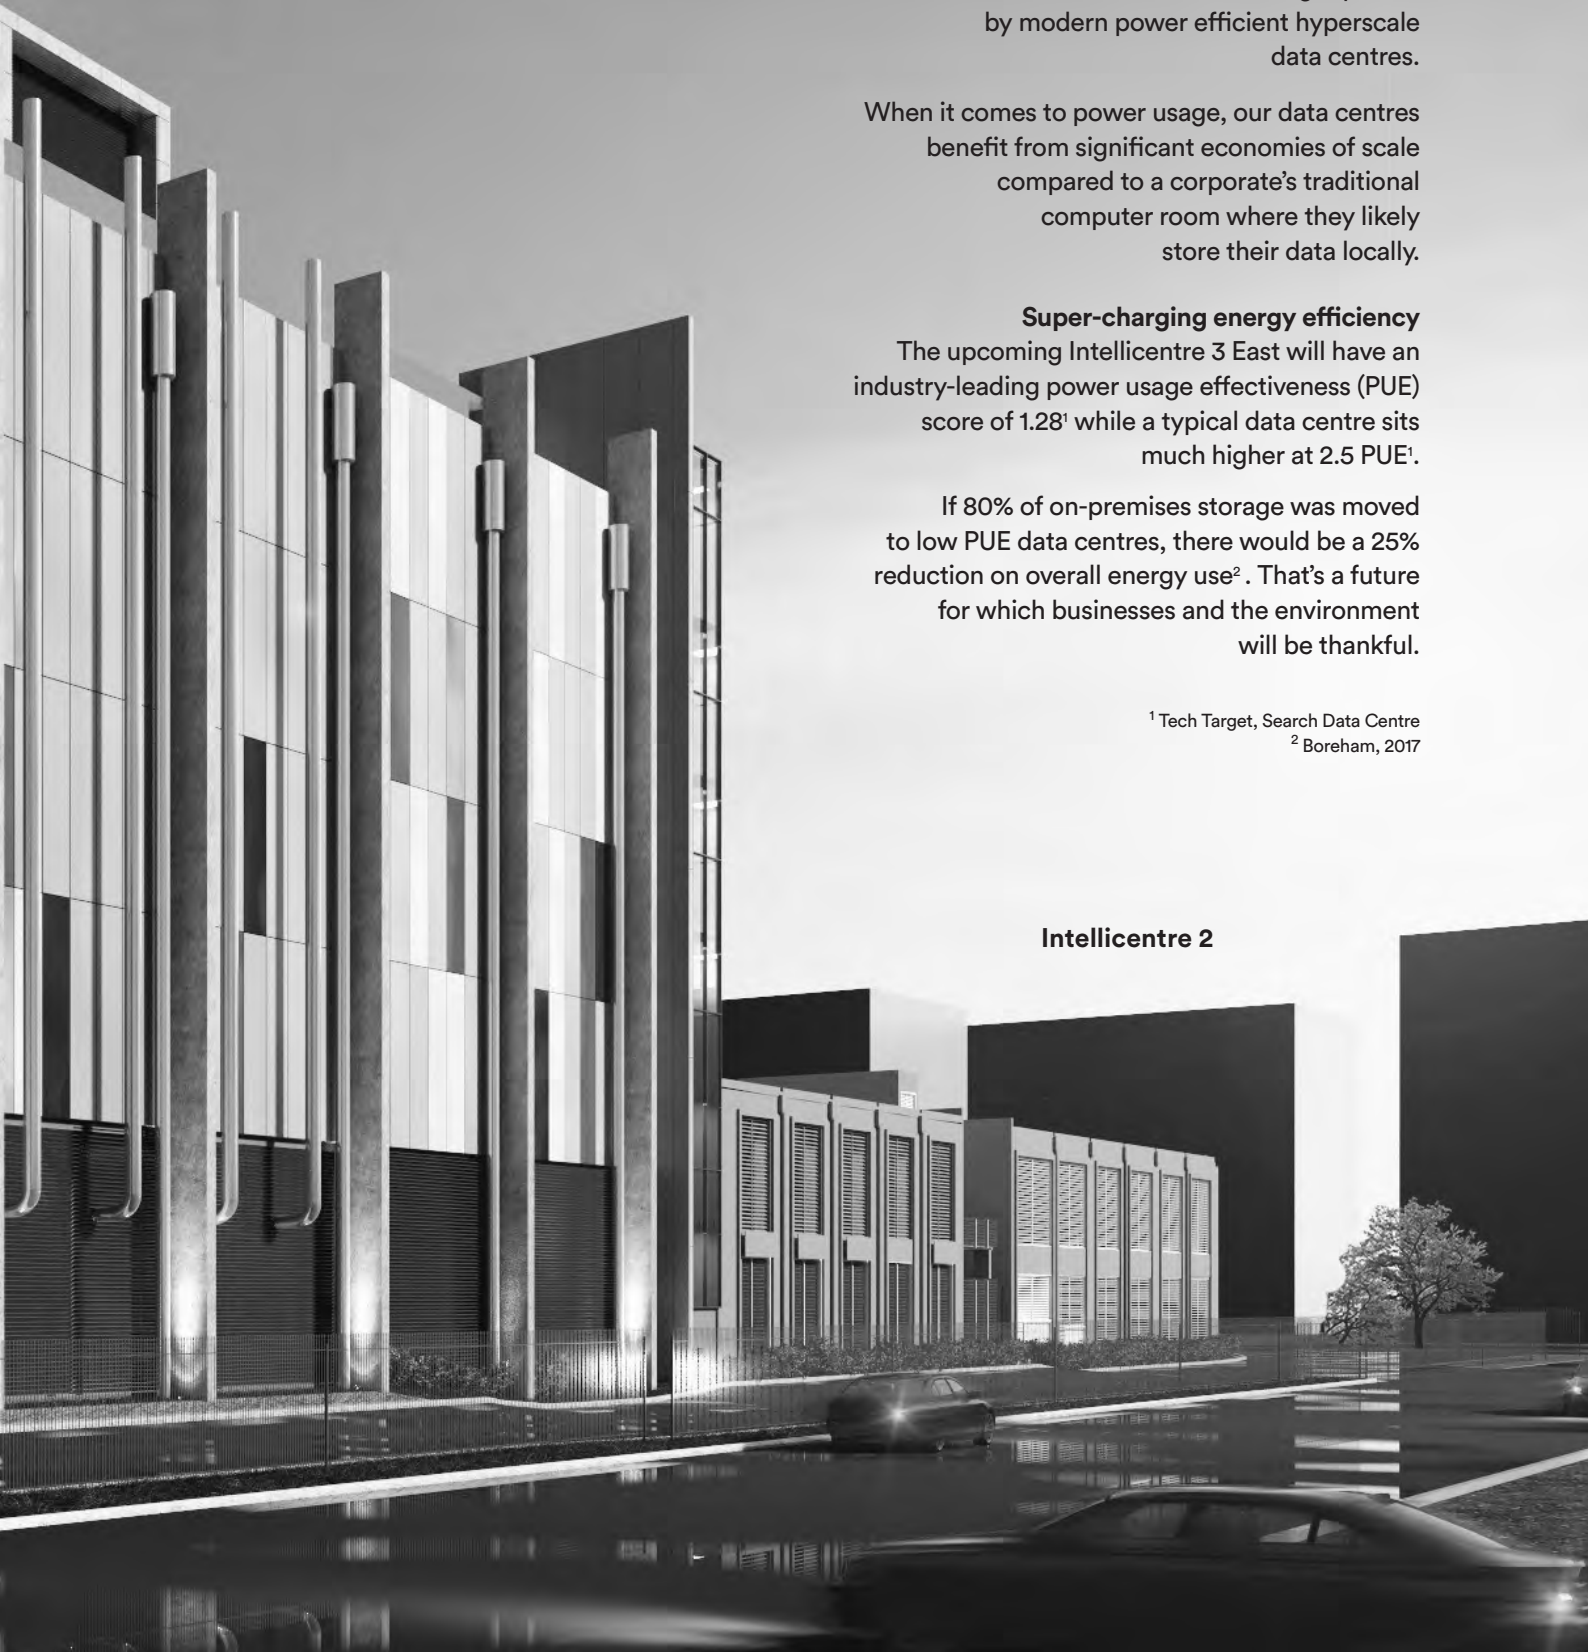 by modern power efficient hyperscale
data centres.
When it comes to power usage, our data centres
benefit from significant economies of scale
compared to a corporate’s traditional
computer room where they likely
store their data locally.
Super-charging energy efficiency
The upcoming Intellicentre 3 East will have an
industry-leading power usage effectiveness (PUE)
score of 1.28¹ while a typical data centre sits
much higher at 2.5 PUE¹.
If 80% of on-premises storage was moved
to low PUE data centres, there would be a 25%
reduction on overall energy use² . That’s a future
for which businesses and the environment
will be thankful.
¹ Tech Target, Search Data Centre
² Boreham, 2017
Intellicentre 2